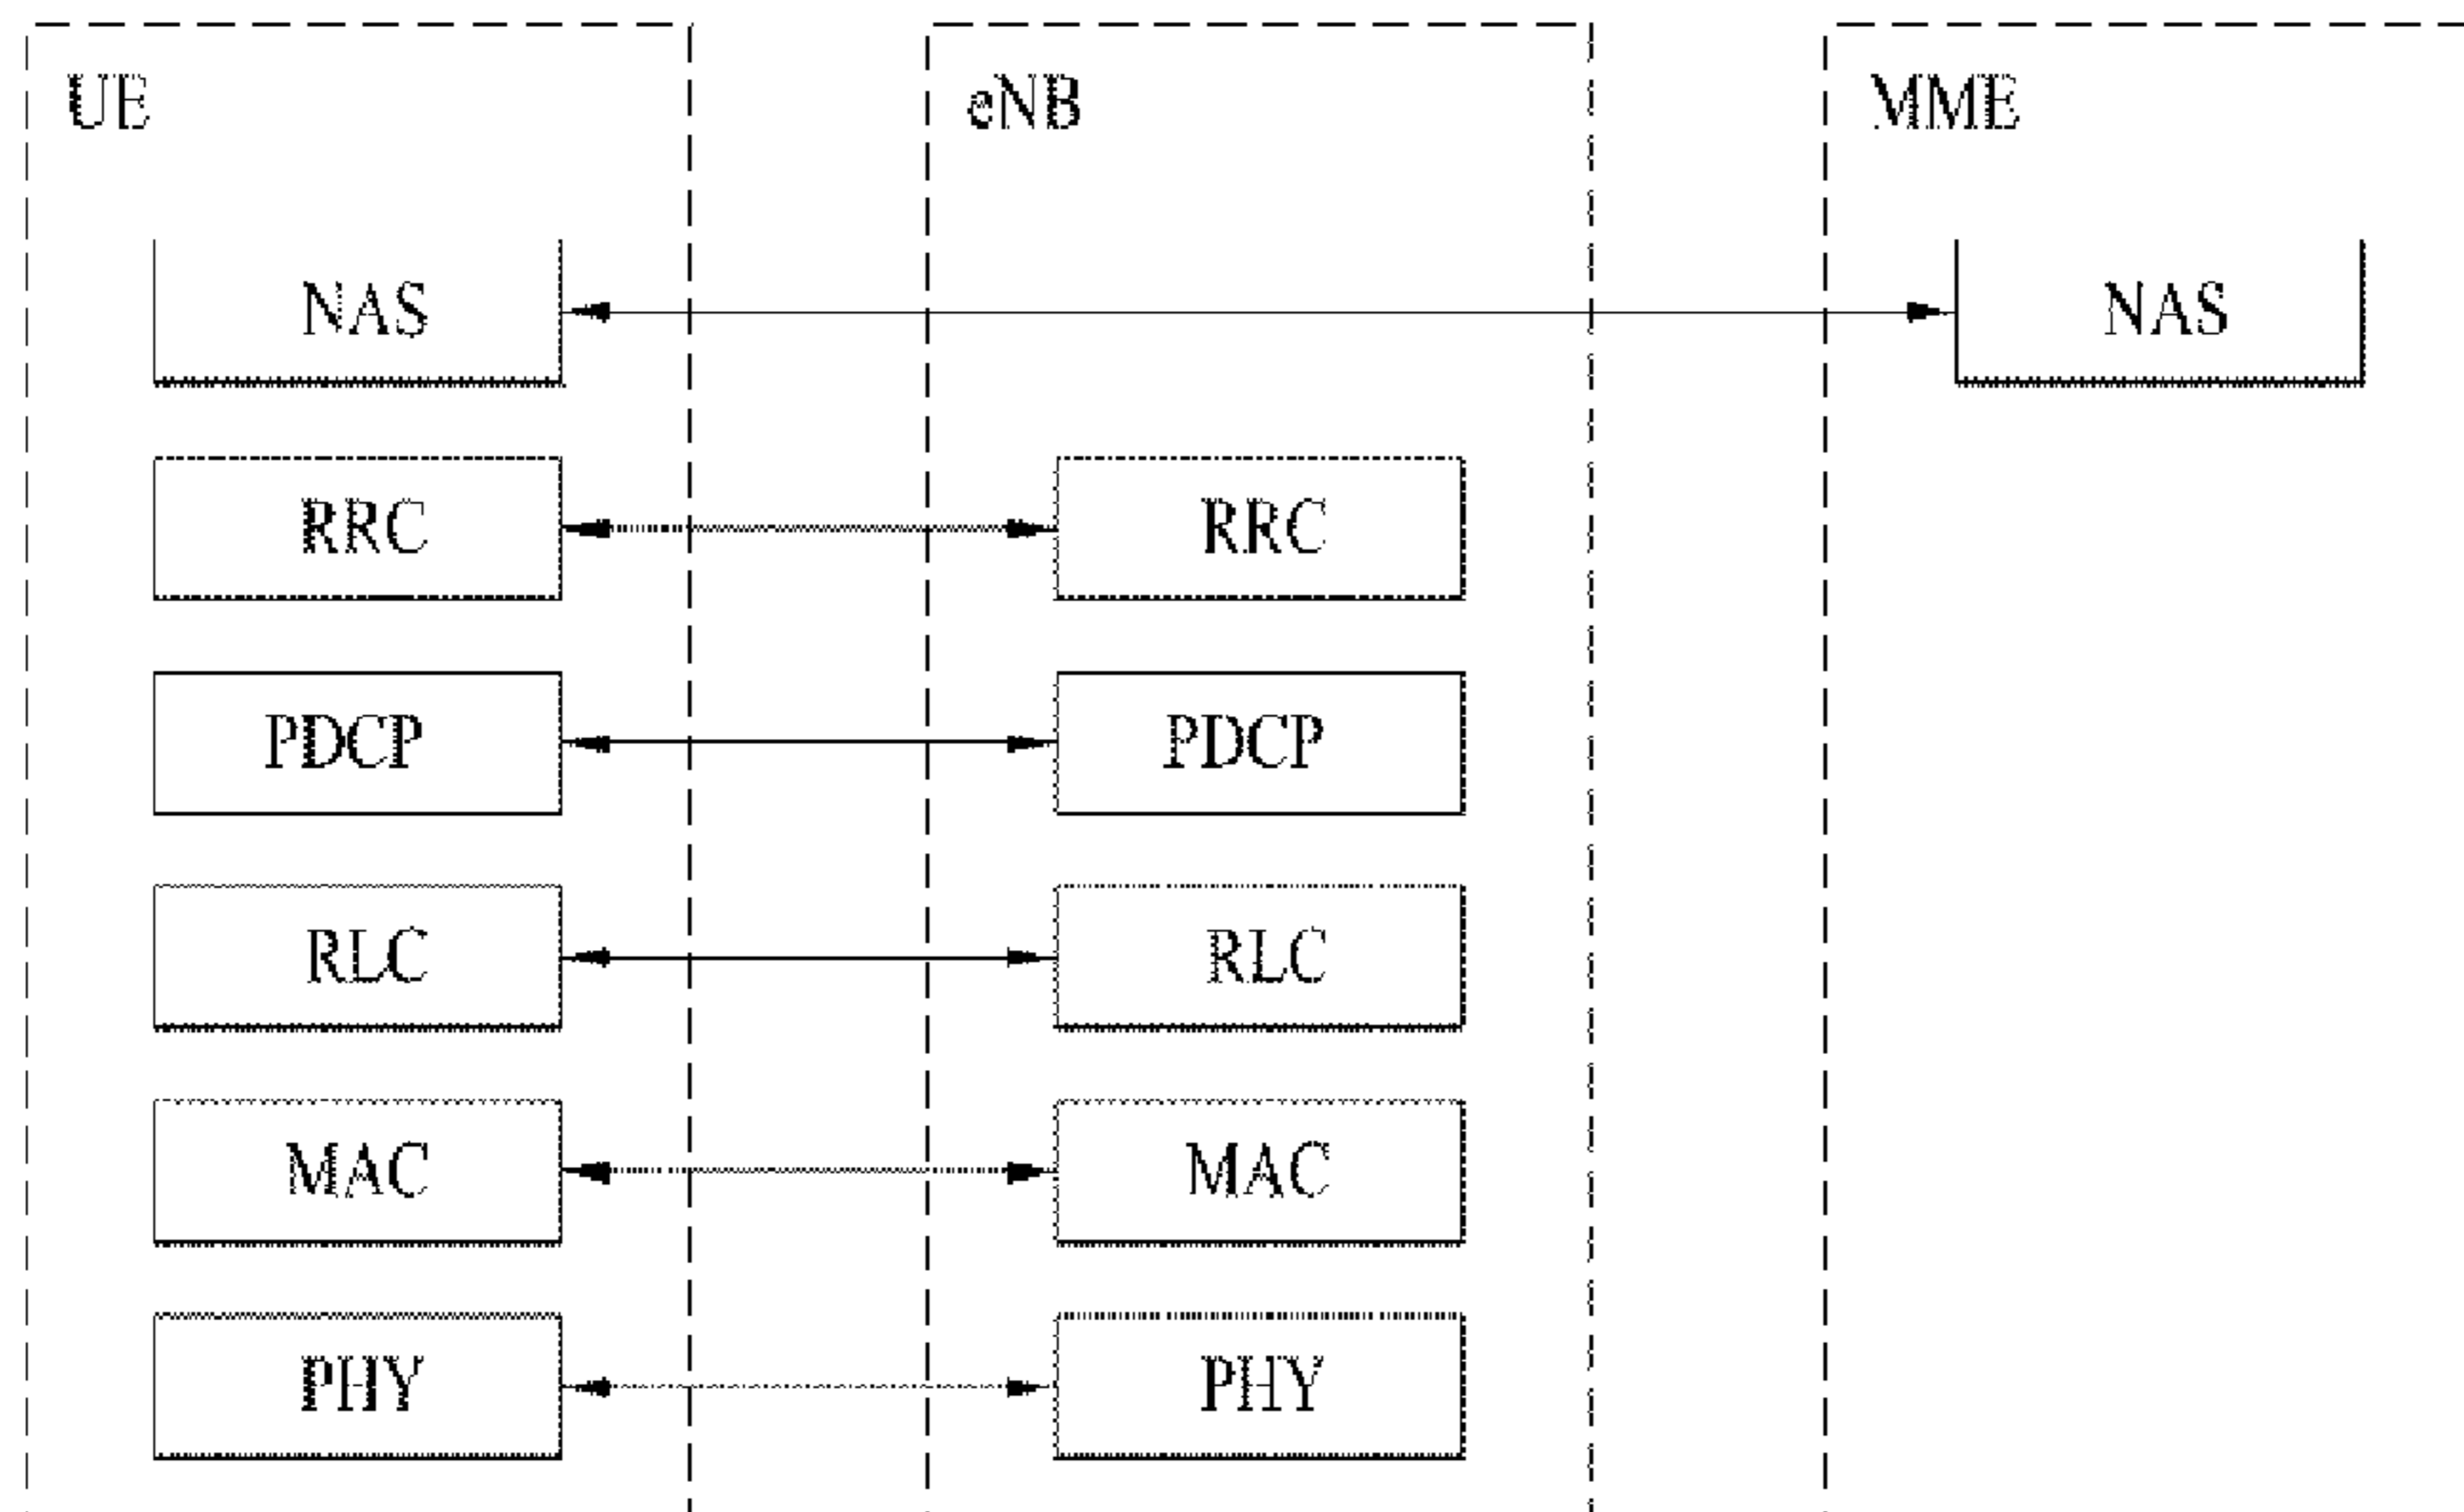 UE
eNB
MME
NAS
NAS
RRC
RRC
PDCP
PDCP
RLC
RLC
MAC
MAC
PHY
PHY